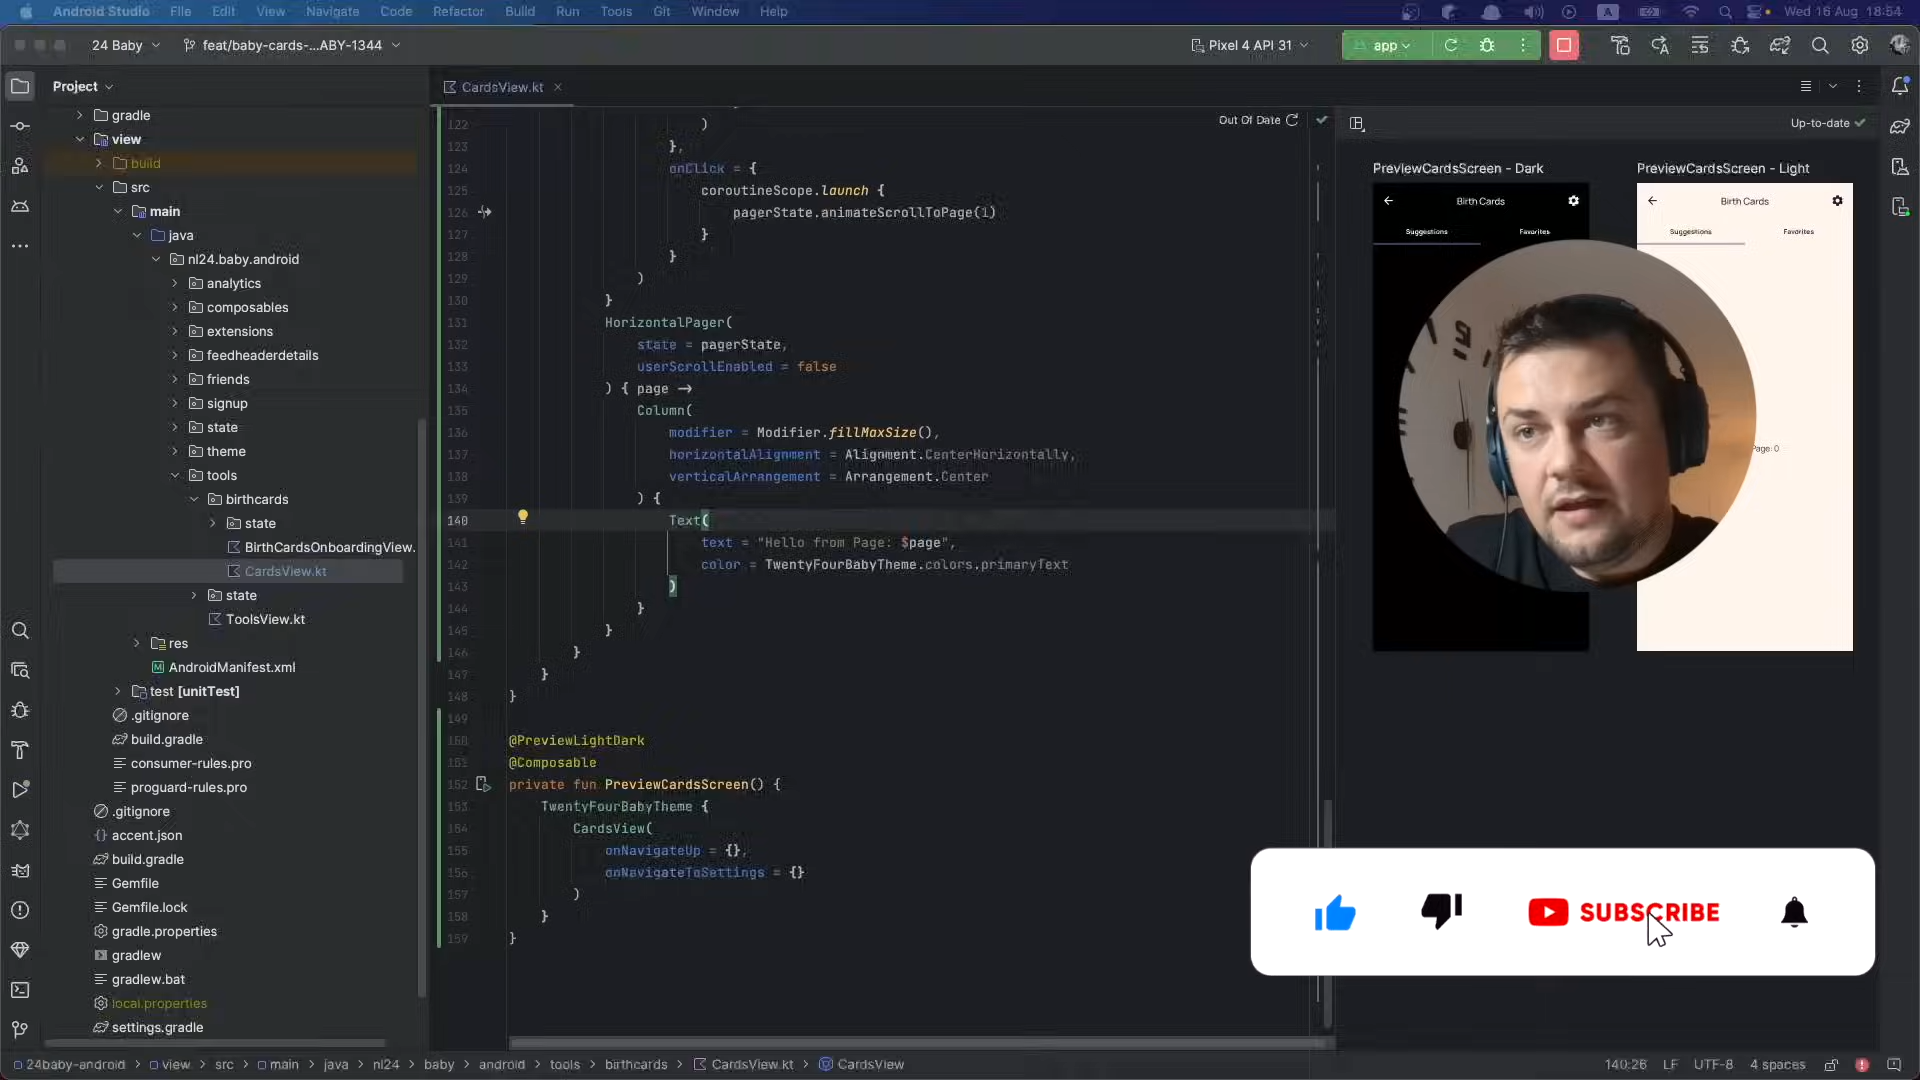 Android Studio File Edit View Navigate Code Refactor Build Run Tools Git Window Help A Wed 16 Aug 18:54
24 Baby feat/baby-cards-...ABY-1344 Pixel 4 API 31 app
Project
CardsView.kt
gradle
view
build
src
main
java
nl24.baby.android
analytics
composables
extensions
feedheaderdetails
friends
signup
state
theme
tools
birthcards
state
BirthCardsOnboardingView.
CardsView.kt
state
ToolsView.kt
res
AndroidManifest.xml
test [unitTest]
.gitignore
build.gradle
consumer-rules.pro
proguard-rules.pro
.gitignore
accent.json
build.gradle
Gemfile
Gemfile.lock
gradle.properties
gradlew
gradlew.bat
local.properties
settings.gradle
Out Of Date
122 )
123 },
124 onClick = {
125 coroutineScope.launch {
126 pagerState.animateScrollToPage(1)
127 }
128 }
129 )
130 }
131 HorizontalPager(
132 state = pagerState,
133 userScrollEnabled = false
134 ) { page →
135 Column(
136 modifier = Modifier.fillMaxSize(),
137 horizontalAlignment = Alignment.CenterHorizontally,
138 verticalArrangement = Arrangement.Center
139 ) {
140 Text(
141 text = "Hello from Page: $page",
142 color = TwentyFourBabyTheme.colors.primaryText
143 )
144 }
145 }
146 }
147 }
148 }
149
150 @PreviewLightDark
151 @Composable
152 private fun PreviewCardsScreen() {
153 TwentyFourBabyTheme {
154 CardsView(
155 onNavigateUp = {},
156 onNavigateToSettings = {}
157 )
158 }
159 }
Up-to-date
PreviewCardsScreen - Dark
Birth Cards
Suggestions Favorites
PreviewCardsScreen - Light
Birth Cards
Suggestions Favorites
Page: 0
SUBSCRIBE
24baby-android view src main java nl24 baby android tools birthcards CardsView.kt CardsView 140:26 LF UTF-8 4 spaces